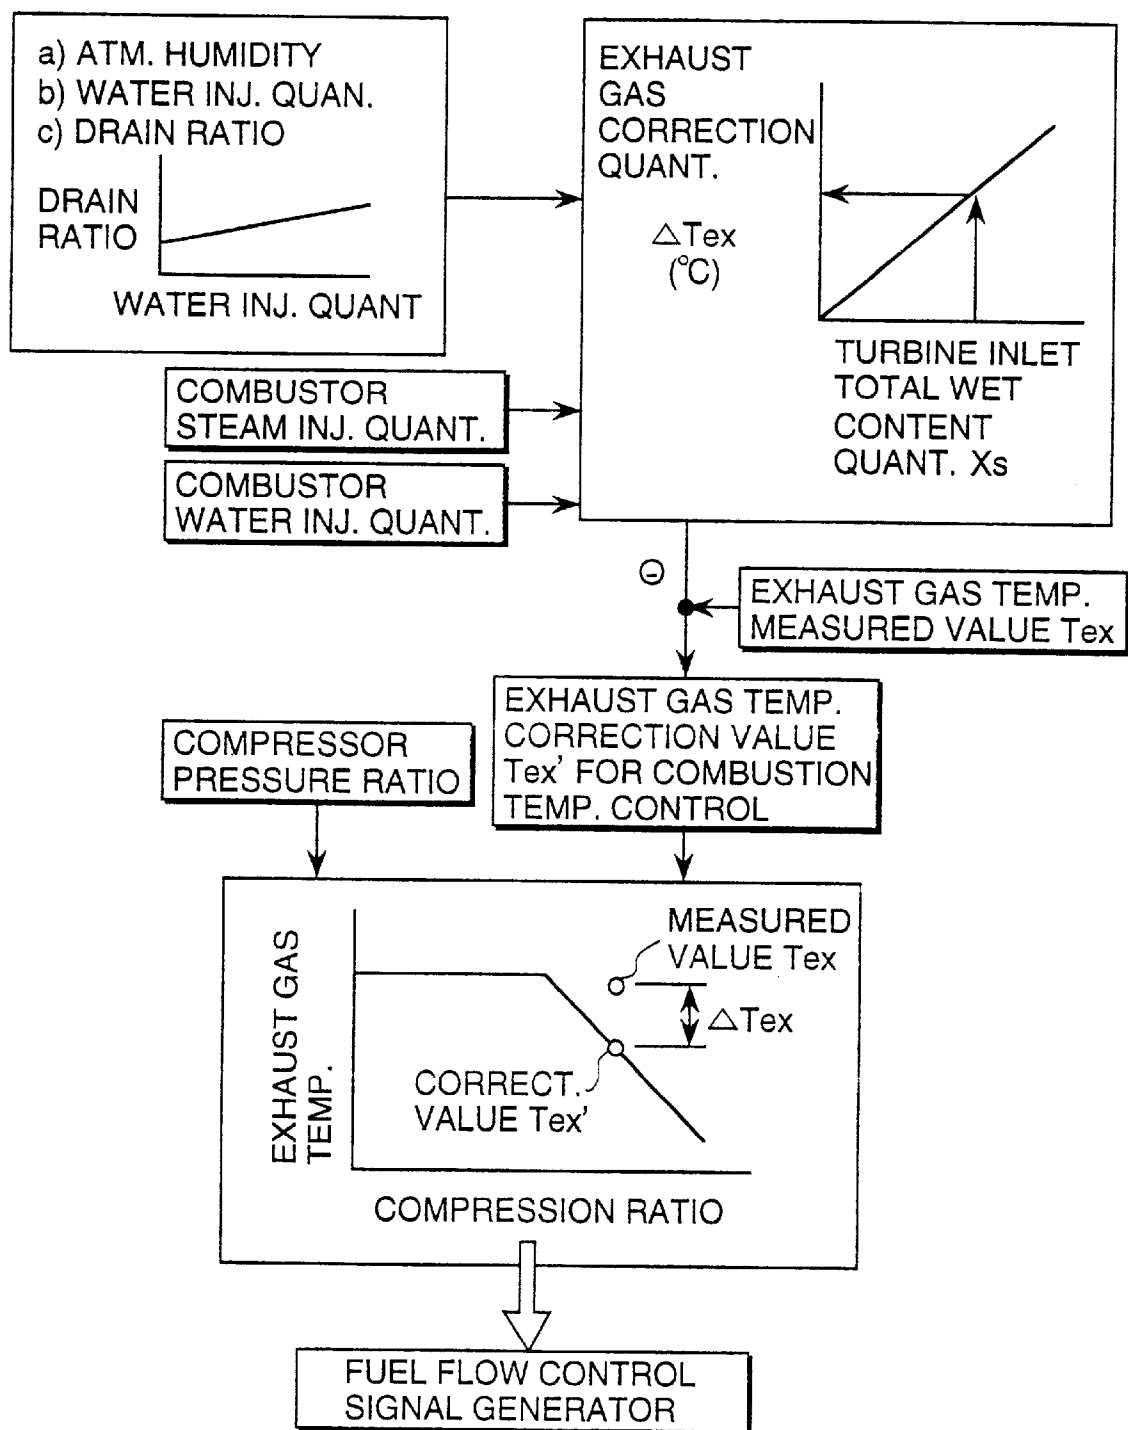 a) ATM. HUMIDITY
b) WATER INJ. QUAN.
c) DRAIN RATIO
DRAIN
RATIO
WATER INJ. QUANT
EXHAUST
GAS
CORRECTION
QUANT.
△Tex
(°C)
TURBINE INLET
TOTAL WET
CONTENT
QUANT. Xs
COMBUSTOR
STEAM INJ. QUANT.
COMBUSTOR
WATER INJ. QUANT.
-
EXHAUST GAS TEMP.
MEASURED VALUE Tex
EXHAUST GAS TEMP.
CORRECTION VALUE
Tex' FOR COMBUSTION
TEMP. CONTROL
COMPRESSOR
PRESSURE RATIO
EXHAUST GAS
TEMP.
MEASURED
VALUE Tex
△Tex
CORRECT.
VALUE Tex'
COMPRESSION RATIO
FUEL FLOW CONTROL
SIGNAL GENERATOR